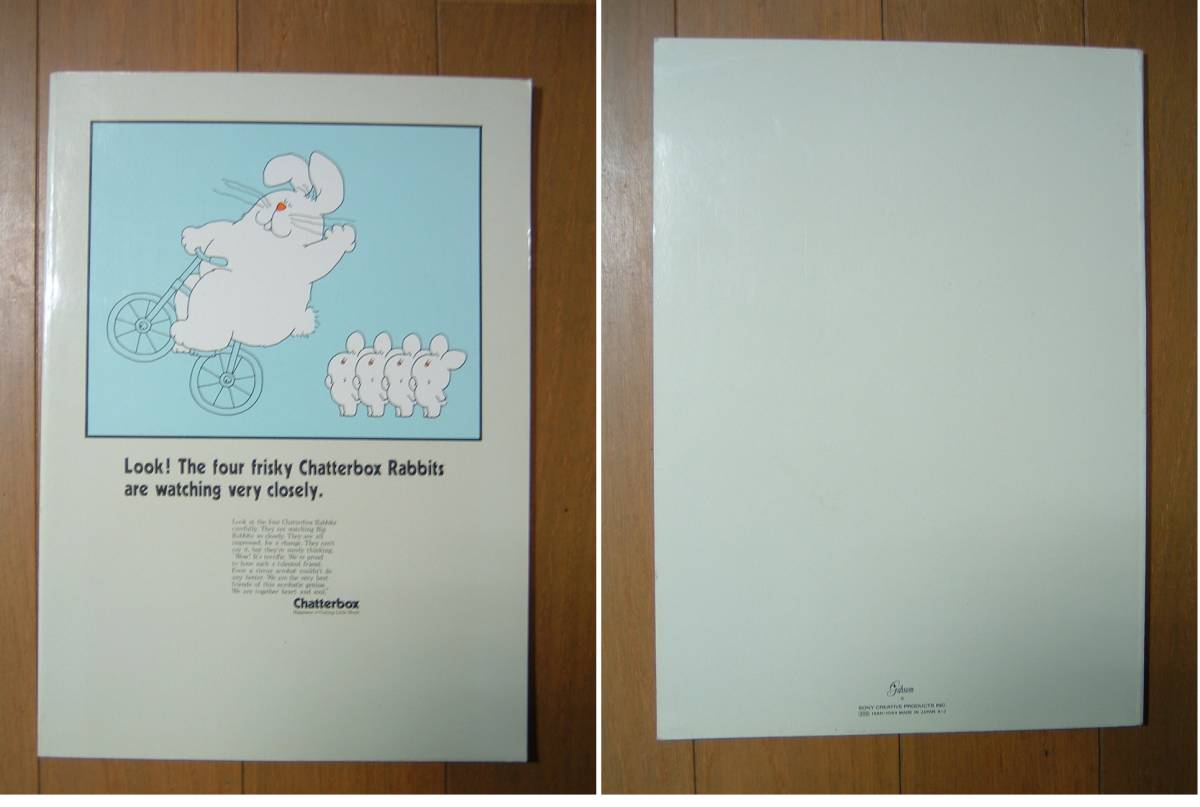 Look! The four frisky Chatterbox Rabbits
are watching very closely.
Look at the four Chatterbox Rabbits
carefully. They are watching Big
Rabbit so closely. They are all
impressed, for a change. They can't
say it, but they're surely thinking,
"Wow! It's terrific. We're proud
to have such a talented friend.
Even a circus acrobat couldn't do
any better. We are the very best
friends of this acrobatic genius.
We are together heart and soul."
Chatterbox
Gibson
SONY CREATIVE PRODUCTS INC.
MADE IN JAPAN